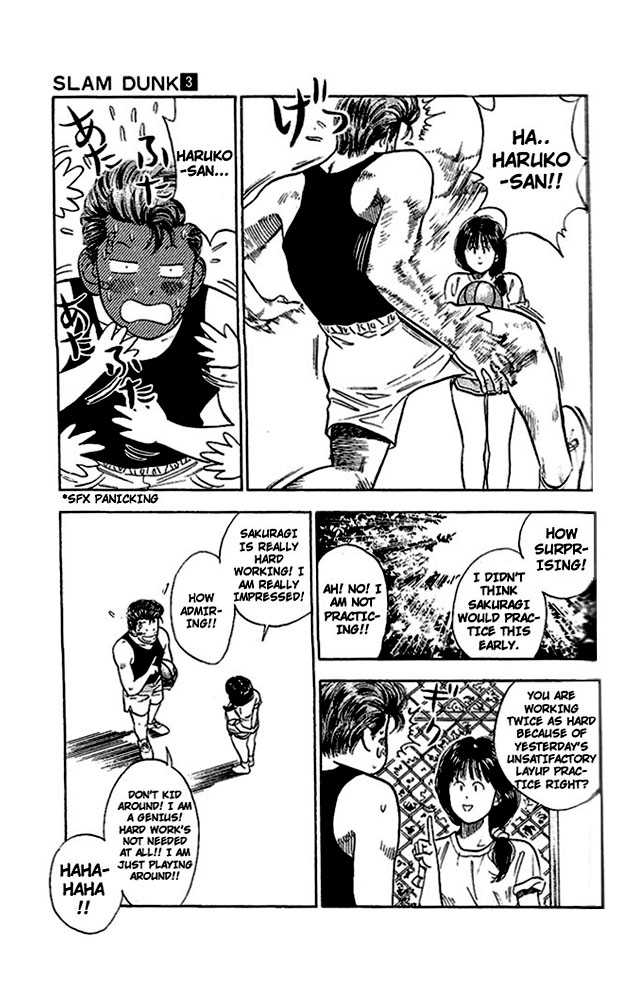 SLAM DUNK 3
HA..
HARUKO
-SAN!!
げっ
HARUKO
-SAN...
ふた
あた
ふた
あた
*SFX PANICKING
HOW
SURPR-
ISING!
I DIDN'T
THINK
SAKURAGI
WOULD PRAC-
TICE THIS
EARLY.
AH! NO! I
AM NOT
PRACTIC-
ING!!
YOU ARE
WORKING
TWICE AS HARD
BECAUSE OF
YESTERDAY'S
UNSATIFACTORY
LAYUP PRAC-
TICE RIGHT?
ギク
SAKURAGI
IS REALLY
HARD
WORKING! I
AM REALLY
IMPRESSED!
HOW
ADMIR-
ING!!
DON'T KID
AROUND! I AM
A GENIUS!
HARD WORK'S
NOT NEEDED
AT ALL!! I AM
JUST PLAYING
AROUND!!
HAHA-
HAHA
!!